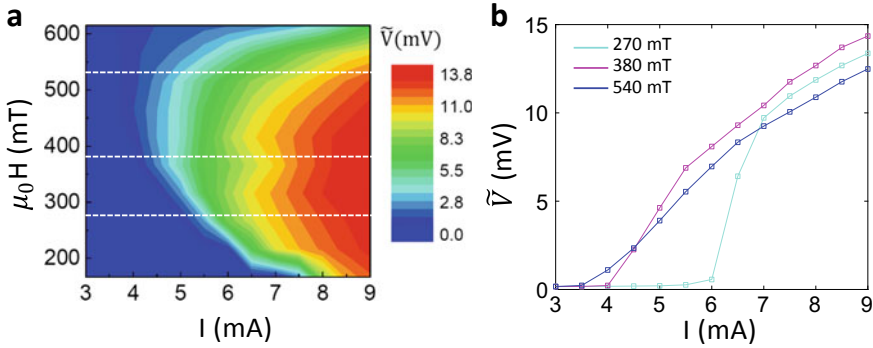 a
μ₀H (mT)
600
500
400
300
200
3 4 5 6 7 8 9
I (mA)
Ṽ(mV)
13.8
11.0
8.3
5.5
2.8
0.0
b
Ṽ (mV)
15
10
5
0
270 mT
380 mT
540 mT
3 4 5 6 7 8 9
I (mA)